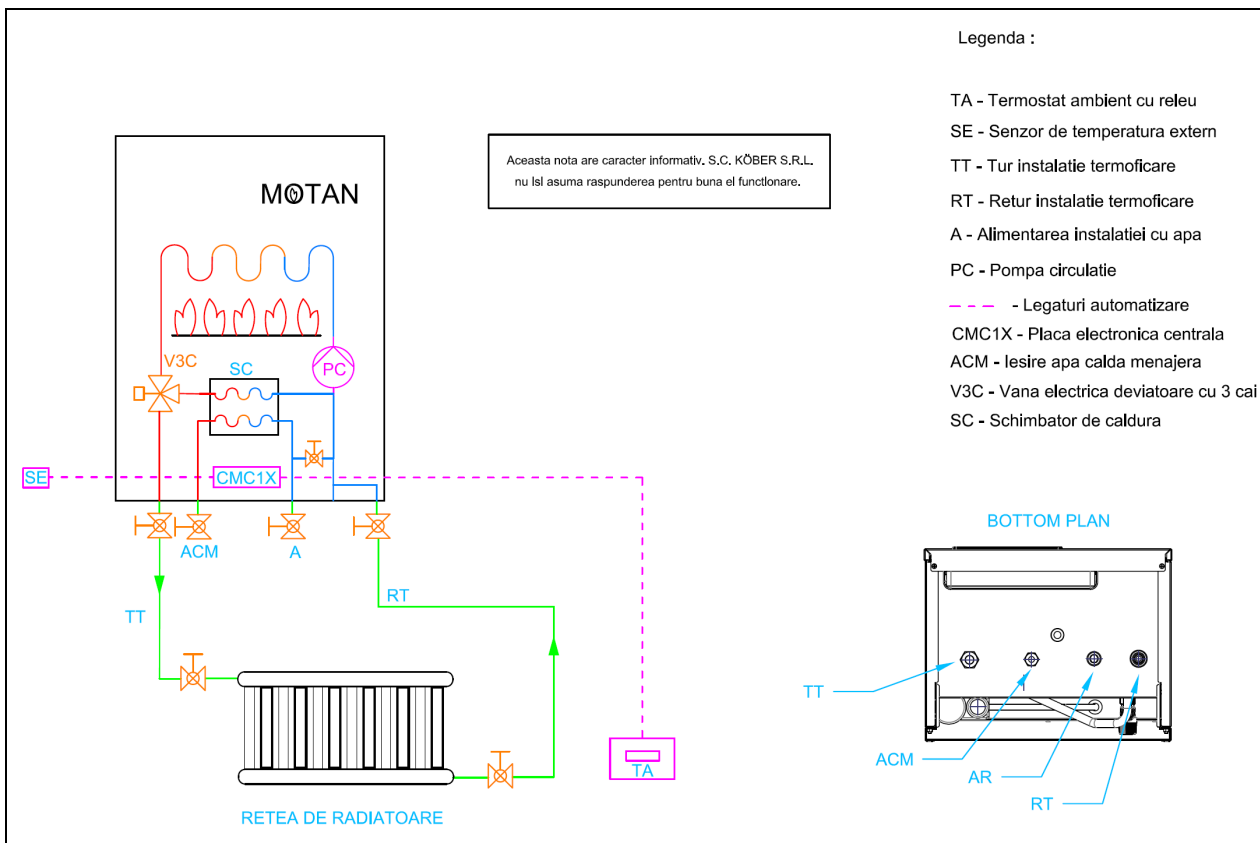 Legenda :
TA - Termostat ambient cu releu
SE - Senzor de temperatura extern
TT - Tur instalatie termoficare
RT - Retur instalatie termoficare
A - Alimentarea instalatiei cu apa
PC - Pompa circulatie
- Legaturi automatizare
CMC1X - Placa electronica centrala
ACM - Iesire apa calda menajera
V3C - Vana electrica deviatoare cu 3 cai
SC - Schimbator de caldura
Aceasta nota are caracter informativ. S.C. KÖBER S.R.L.
nu isi asuma raspunderea pentru buna ei functionare.
MOTAN
V3C
SC
PC
SE
CMC1X
ACM
A
TT
RT
TA
RETEA DE RADIATOARE
BOTTOM PLAN
TT
ACM
AR
RT